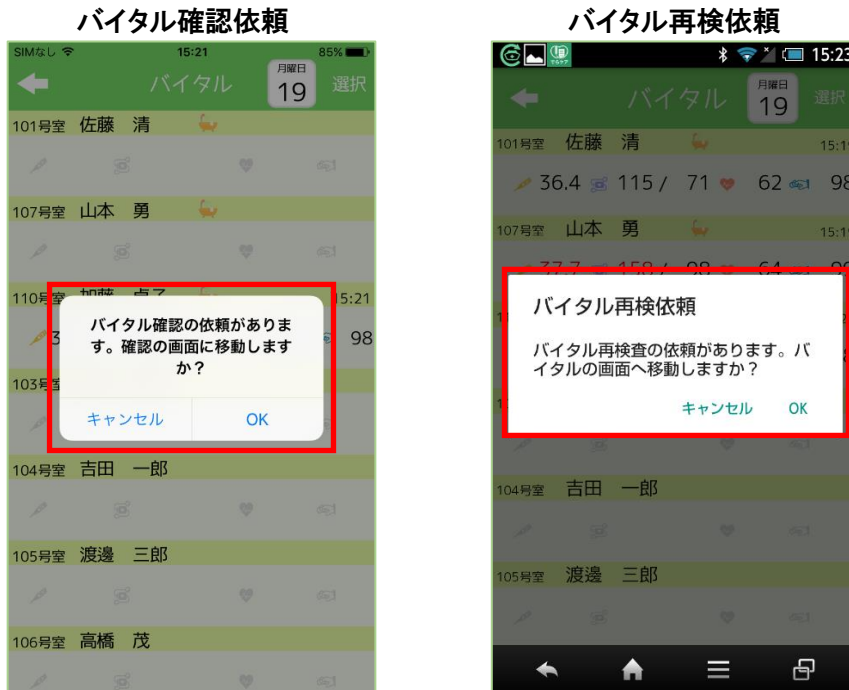 バイタル確認依頼
SIMなし 15:21 85%
バイタル
月曜日
19
選択
101号室 佐藤 清
107号室 山本 勇
110号室 加藤 貞子 15:21
バイタル確認の依頼がありま
す。確認の画面に移動します
か?
キャンセル OK
3 98
103号室
104号室 吉田 一郎
105号室 渡邊 三郎
106号室 高橋 茂
バイタル再検依頼
15:23
バイタル
月曜日
19
選択
101号室 佐藤 清 15:1
36.4 115 / 71 62 98
107号室 山本 勇 15:1
37.7 158 / 98 64
バイタル再検依頼
バイタル再検査の依頼があります。バ
イタルの画面へ移動しますか?
キャンセル OK
104号室 吉田 一郎
105号室 渡邊 三郎